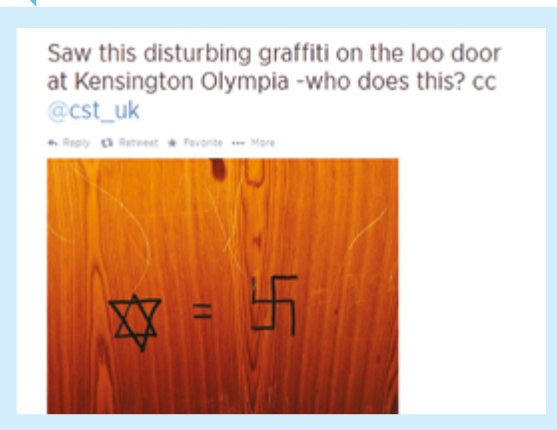 Saw this disturbing graffiti on the loo door
at Kensington Olympia -who does this? cc
@cst_uk
Reply Retweet Favorite More
=